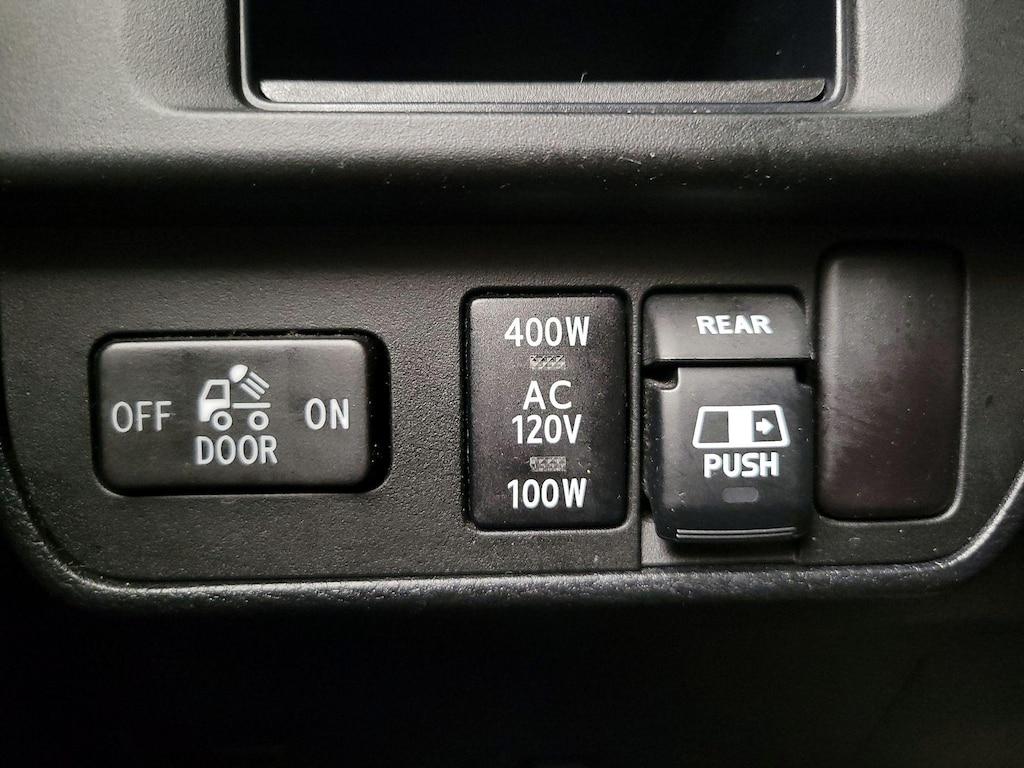 OFF DOOR ON
400W
AC
120V
100W
REAR
PUSH